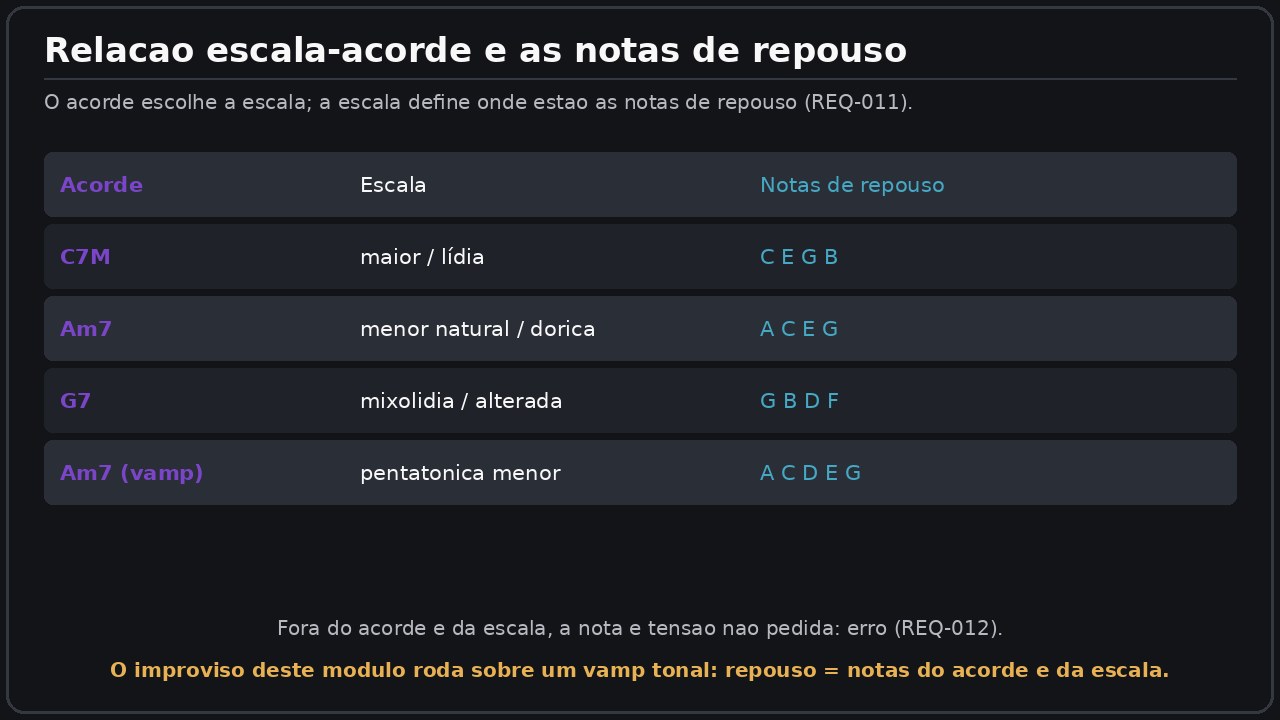 Relacao escala-acorde e as notas de repouso
O acorde escolhe a escala; a escala define onde estao as notas de repouso (REQ-011).
Acorde Escala Notas de repouso
C7M maior / lídia C E G B
Am7 menor natural / dorica A C E G
G7 mixolidia / alterada G B D F
Am7 (vamp) pentatonica menor A C D E G
Fora do acorde e da escala, a nota e tensao nao pedida: erro (REQ-012).
O improviso deste modulo roda sobre um vamp tonal: repouso = notas do acorde e da escala.